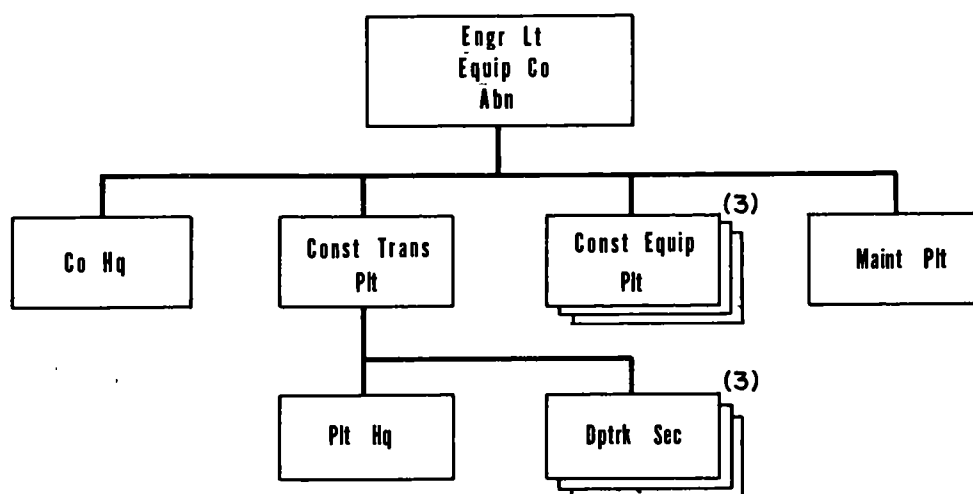 Engr Lt
Equip Co
Abn
Co Hq
Const Trans
Plt
(3)
Const Equip
Plt
Maint Plt
Plt Hq
(3)
Dptrk Sec